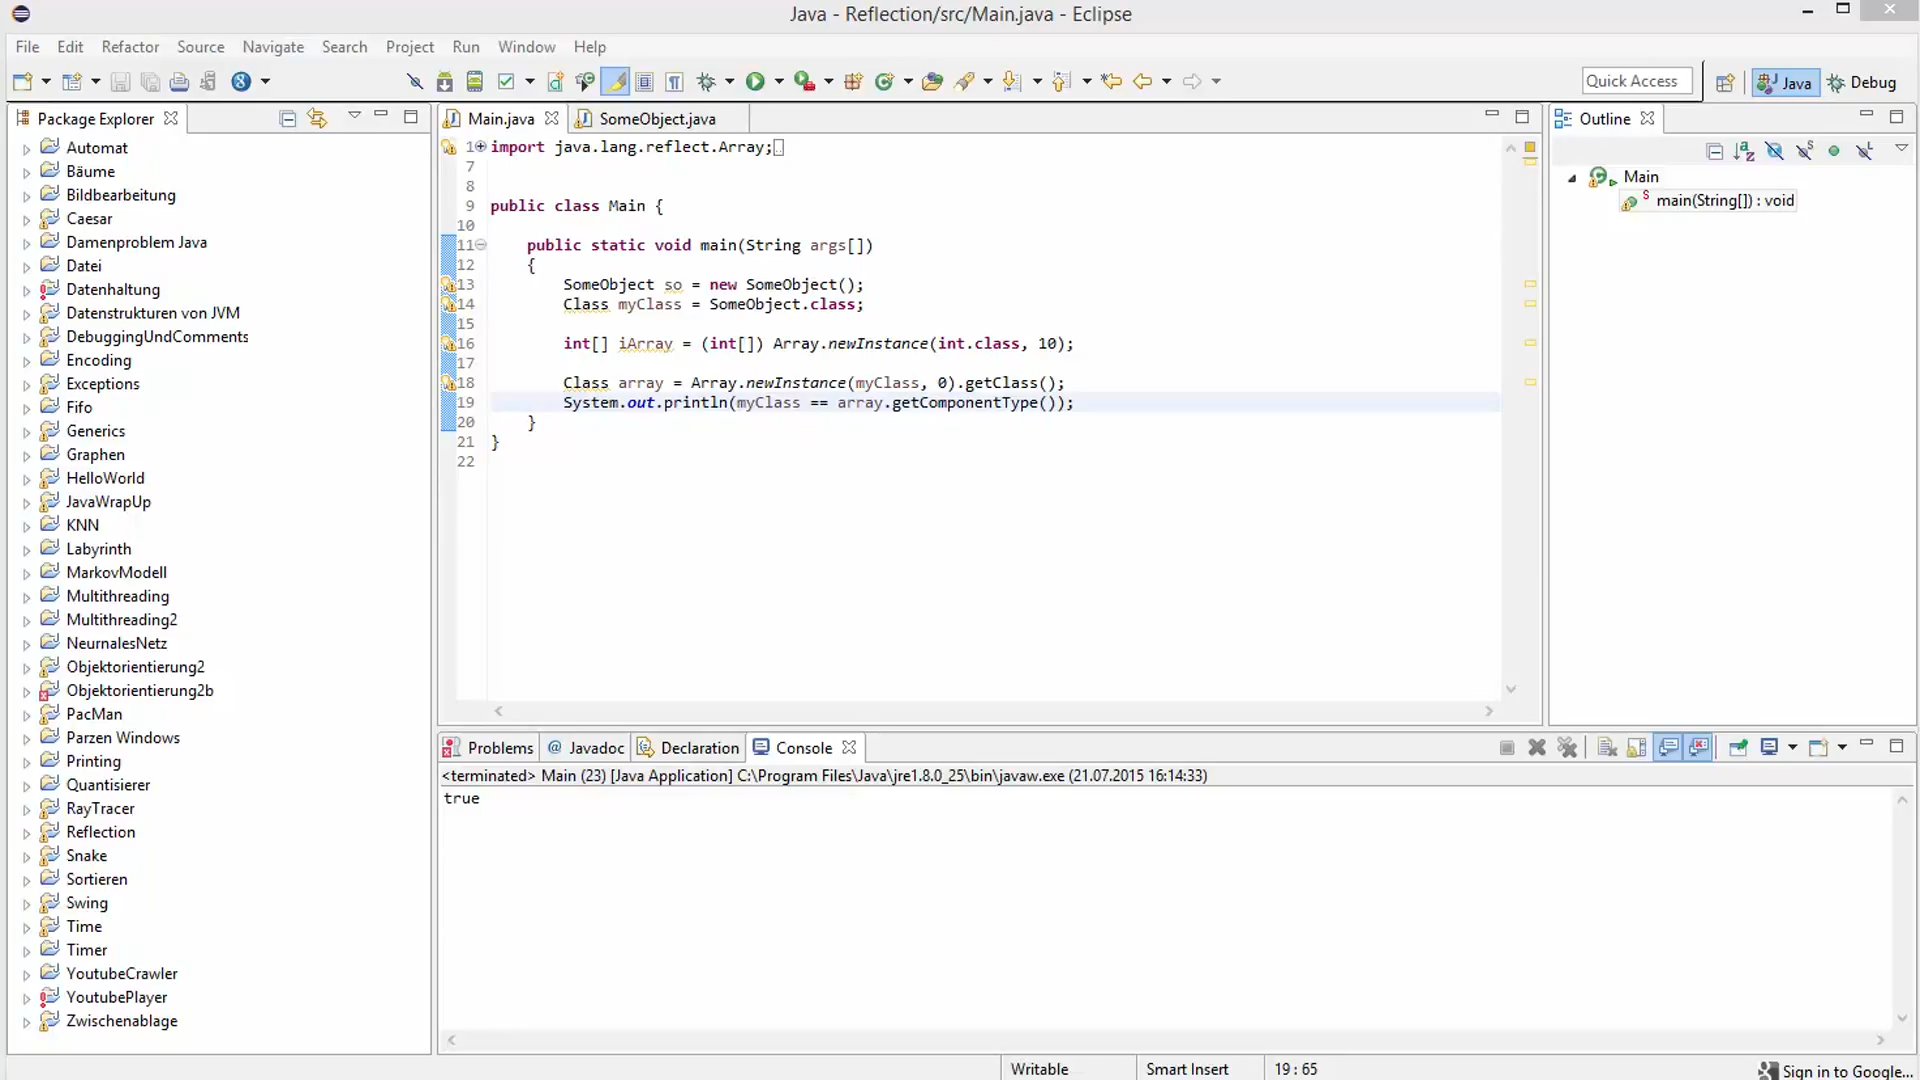 Java - Reflection/src/Main.java - Eclipse
File Edit Refactor Source Navigate Search Project Run Window Help
Quick Access
Java
Debug
Package Explorer
Main.java
SomeObject.java
Outline
Automat
Bäume
Bildbearbeitung
Caesar
Damenproblem Java
Datei
Datenhaltung
Datenstrukturen von JVM
DebuggingUndComments
Encoding
Exceptions
Fifo
Generics
Graphen
HelloWorld
JavaWrapUp
KNN
Labyrinth
MarkovModell
Multithreading
Multithreading2
NeurnalesNetz
Objektorientierung2
Objektorientierung2b
PacMan
Parzen Windows
Printing
Quantisierer
RayTracer
Reflection
Snake
Sortieren
Swing
Time
Timer
YoutubeCrawler
YoutubePlayer
Zwischenablage
1 import java.lang.reflect.Array;
7
8
9 public class Main {
10
11 public static void main(String args[])
12 {
13 SomeObject so = new SomeObject();
14 Class myClass = SomeObject.class;
15
16 int[] iArray = (int[]) Array.newInstance(int.class, 10);
17
18 Class array = Array.newInstance(myClass, 0).getClass();
19 System.out.println(myClass == array.getComponentType());
20 }
21 }
22
Main
main(String[]) : void
Problems @ Javadoc Declaration Console
<terminated> Main (23) [Java Application] C:\Program Files\Java\jre1.8.0_25\bin\javaw.exe (21.07.2015 16:14:33)
true
Writable
Smart Insert
19 : 65
Sign in to Google...